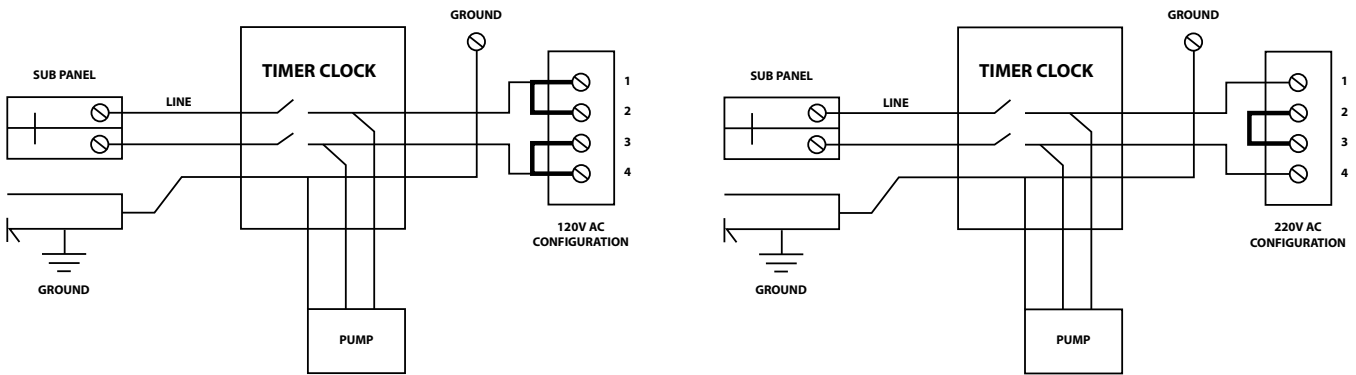 GROUND
SUB PANEL
LINE
TIMER CLOCK
1
2
3
4
120V AC
CONFIGURATION
GROUND
PUMP
GROUND
SUB PANEL
LINE
TIMER CLOCK
1
2
3
4
220V AC
CONFIGURATION
GROUND
PUMP